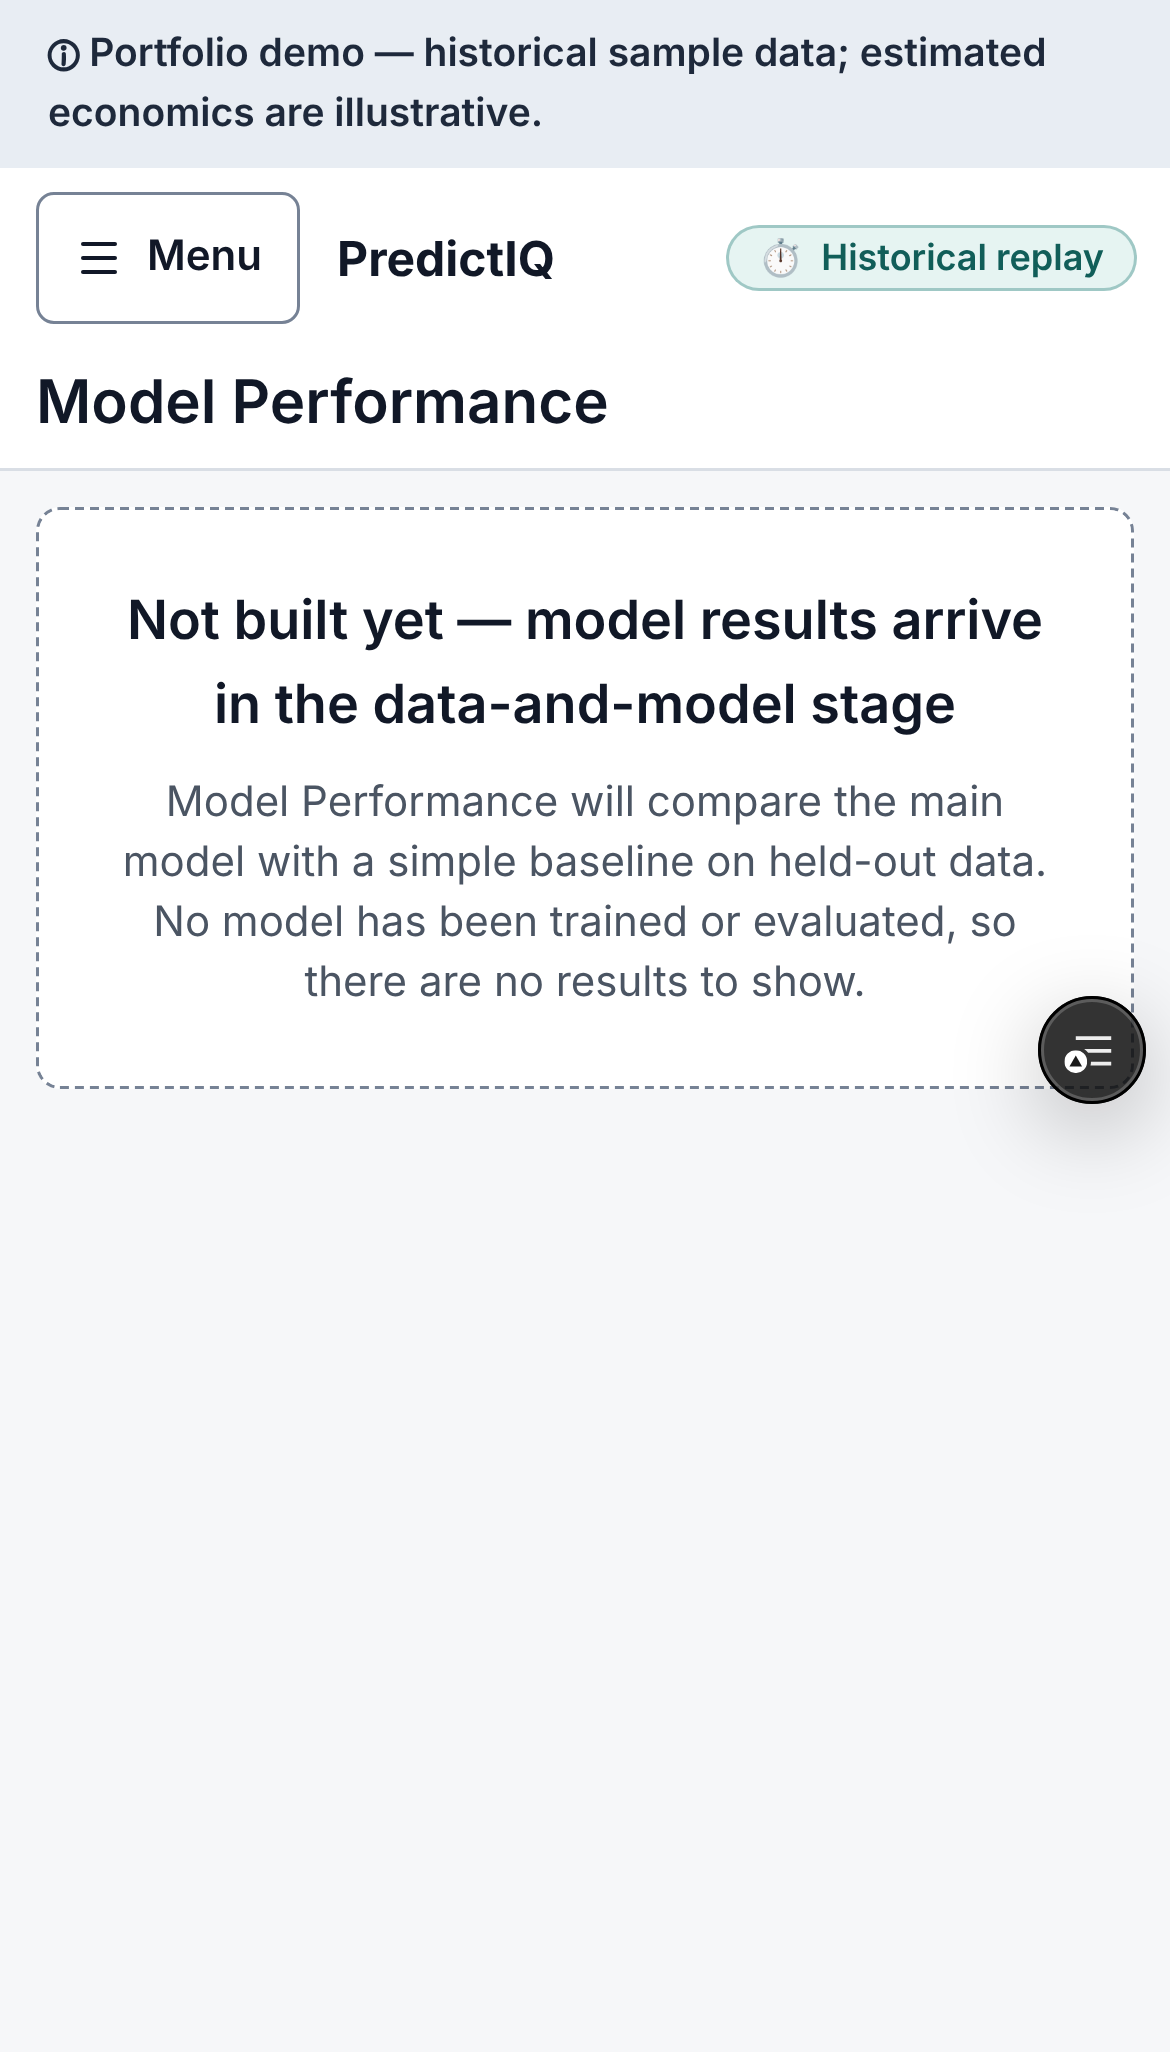 Portfolio demo — historical sample data; estimated
economics are illustrative.
Menu
PredictIQ
Historical replay
Model Performance
Not built yet — model results arrive
in the data-and-model stage
Model Performance will compare the main
model with a simple baseline on held-out data.
No model has been trained or evaluated, so
there are no results to show.